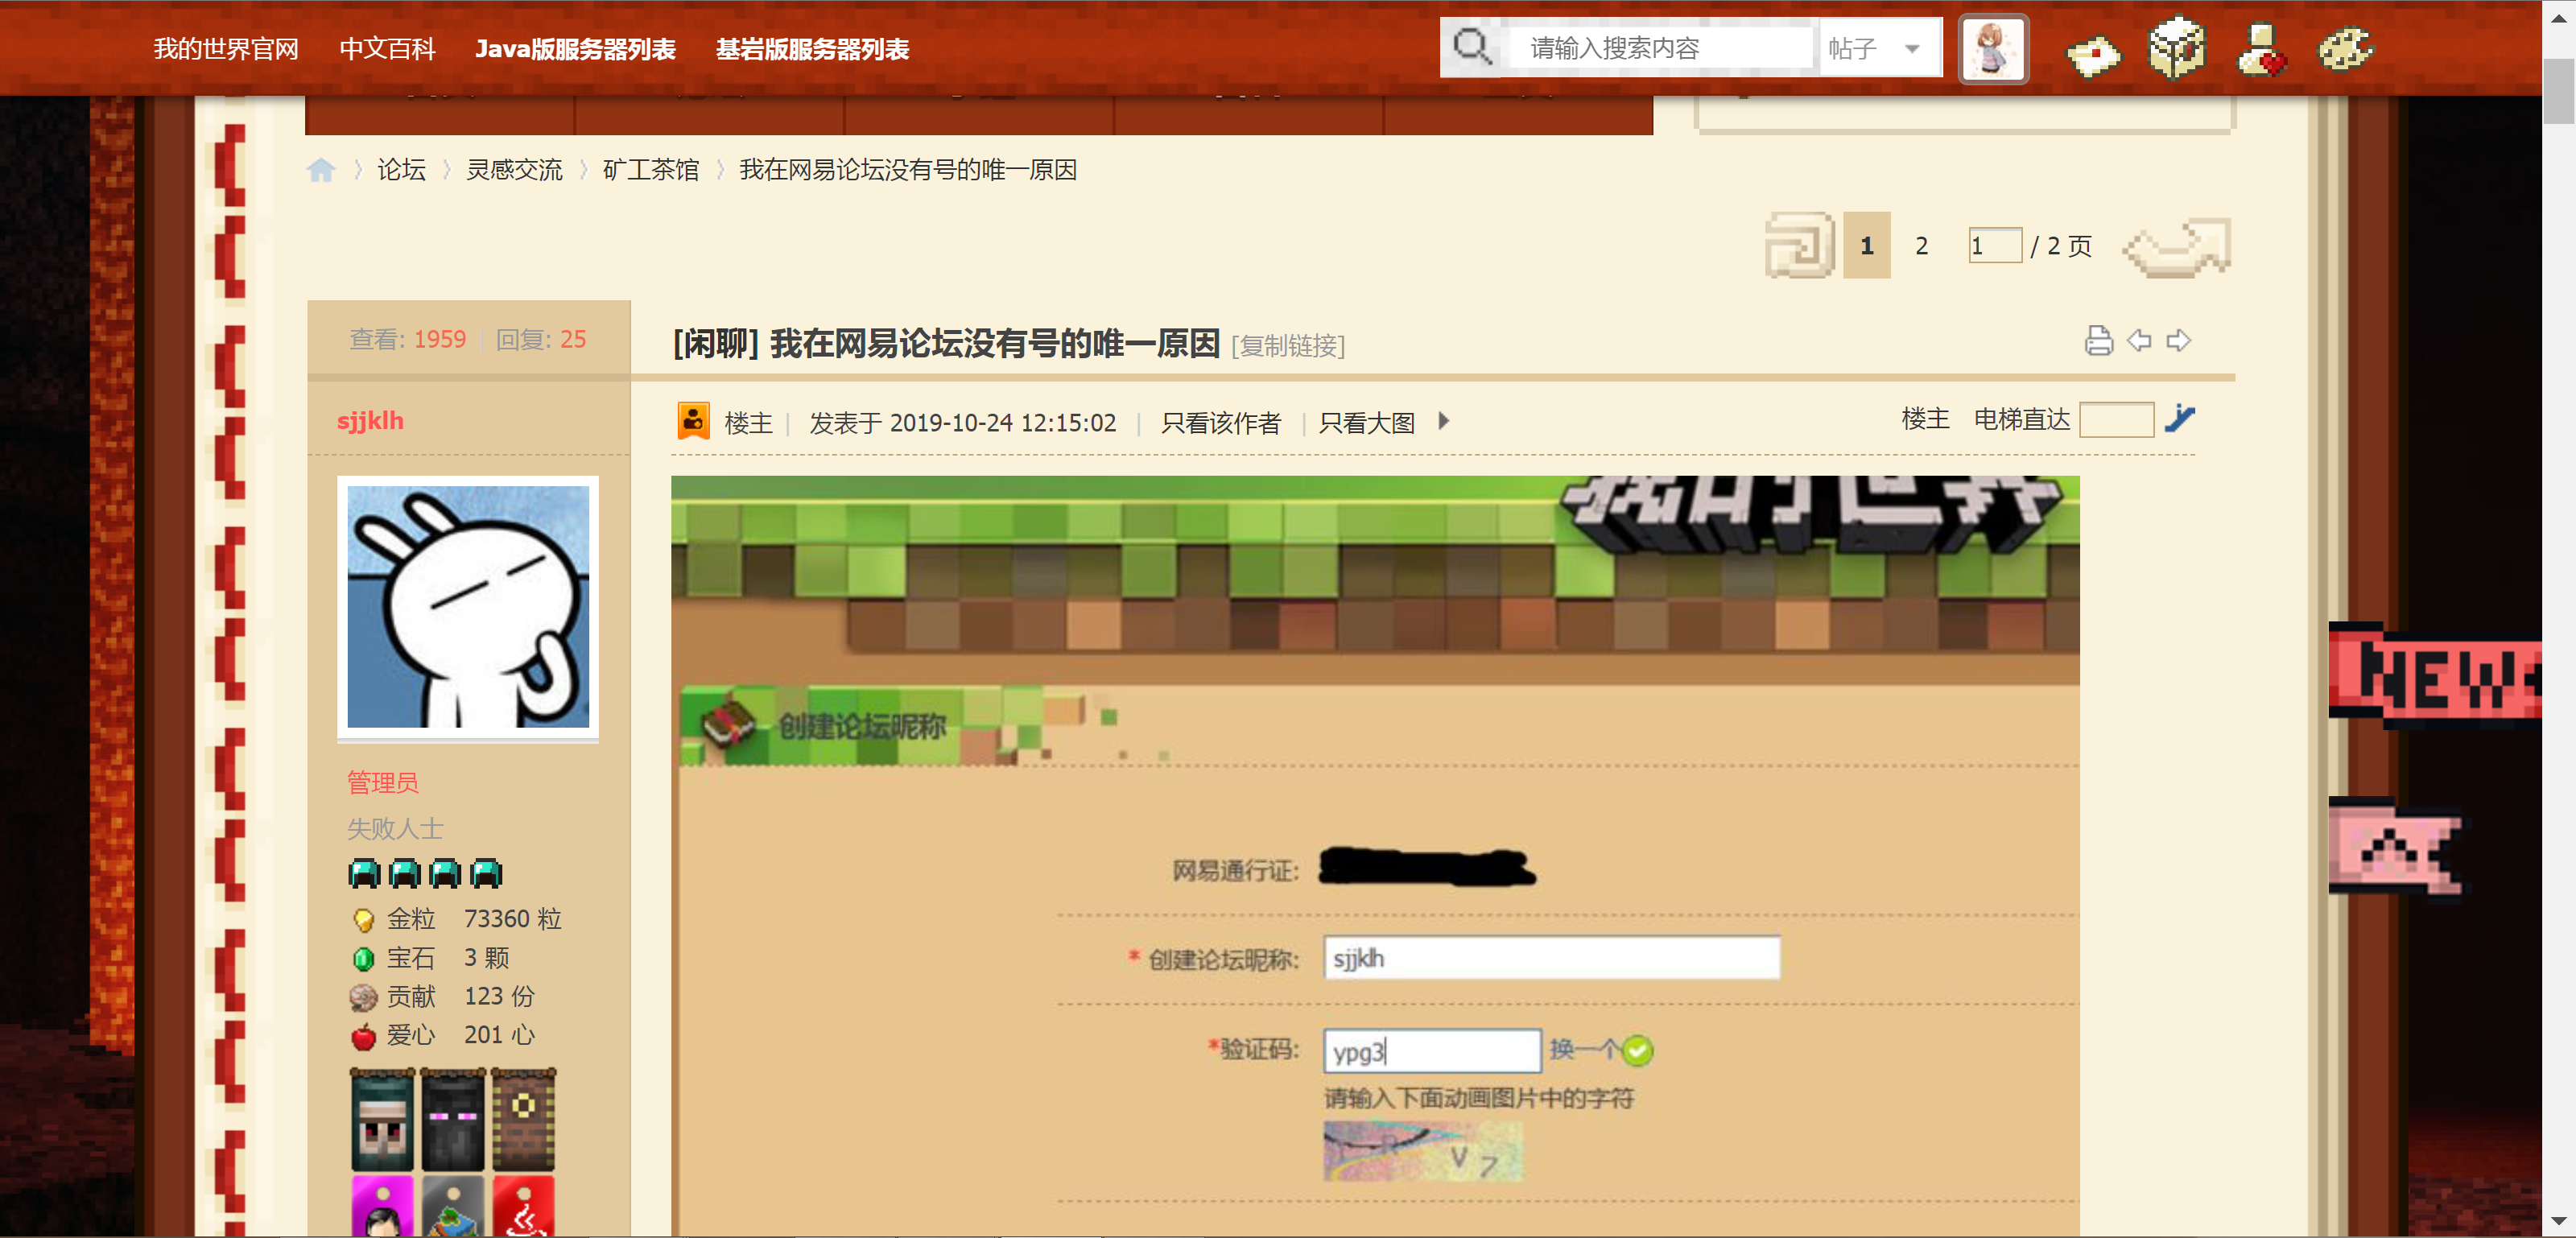 我的世界官网 中文百科 Java版服务器列表 基岩版服务器列表 请输入搜索内容 帖子
论坛 灵感交流 矿工茶馆 我在网易论坛没有号的唯一原因
1 2 1 / 2 页
查看: 1959 回复: 25
[闲聊] 我在网易论坛没有号的唯一原因 [复制链接]
sjjklh
楼主 发表于 2019-10-24 12:15:02 只看该作者 只看大图
楼主 电梯直达
我的世界
创建论坛昵称
NEW
管理员
失败人士
金粒 73360 粒
宝石 3 颗
贡献 123 份
爱心 201 心
网易通行证:
* 创建论坛昵称: sjjklh
*验证码: ypg3 换一个
请输入下面动画图片中的字符